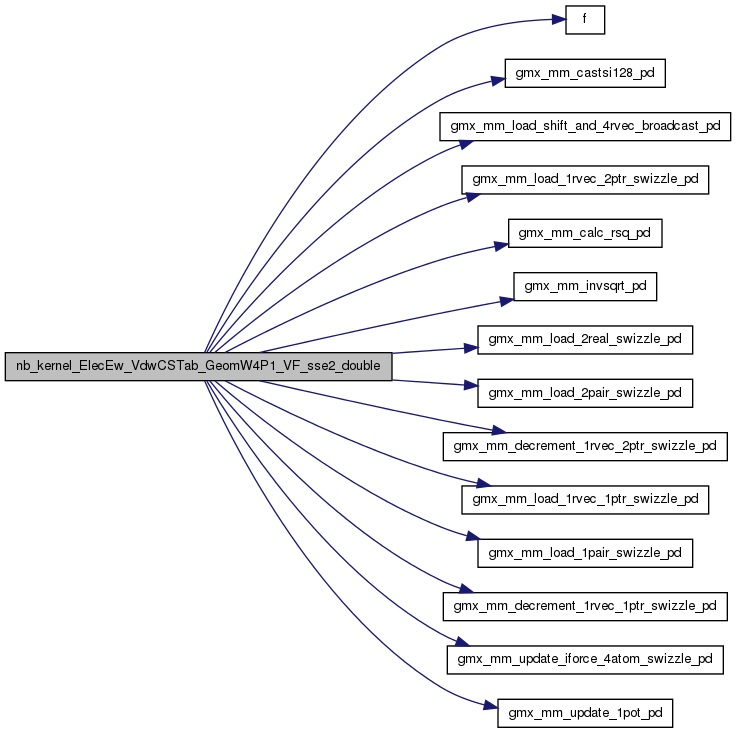 f
gmx_mm_castsi128_pd
gmx_mm_load_shift_and_4rvec_broadcast_pd
gmx_mm_load_1rvec_2ptr_swizzle_pd
gmx_mm_calc_rsq_pd
gmx_mm_invsqrt_pd
gmx_mm_load_2real_swizzle_pd
nb_kernel_ElecEw_VdwCSTab_GeomW4P1_VF_sse2_double
gmx_mm_load_2pair_swizzle_pd
gmx_mm_decrement_1rvec_2ptr_swizzle_pd
gmx_mm_load_1rvec_1ptr_swizzle_pd
gmx_mm_load_1pair_swizzle_pd
gmx_mm_decrement_1rvec_1ptr_swizzle_pd
gmx_mm_update_iforce_4atom_swizzle_pd
gmx_mm_update_1pot_pd